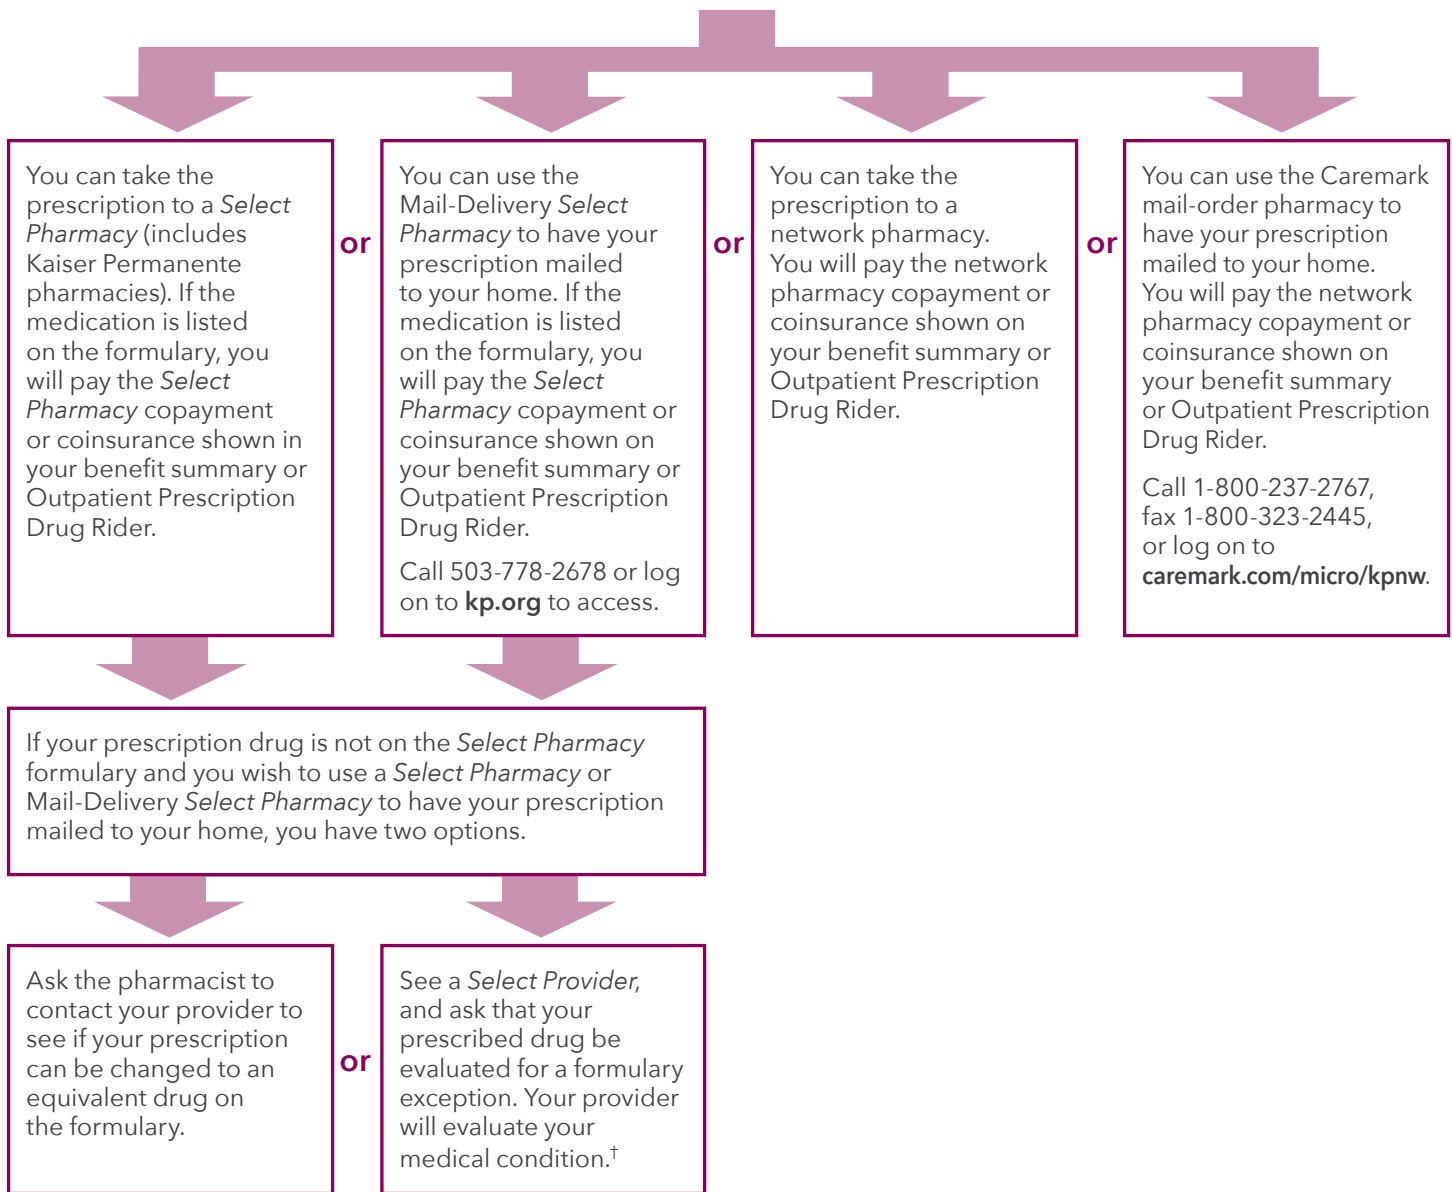 You can take the
prescription to a Select
Pharmacy (includes
Kaiser Permanente
pharmacies). If the
medication is listed
on the formulary, you
will pay the Select
Pharmacy copayment
or coinsurance shown in
your benefit summary or
Outpatient Prescription
Drug Rider.
or
You can use the
Mail-Delivery Select
Pharmacy to have your
prescription mailed
to your home. If the
medication is listed
on the formulary, you
will pay the Select
Pharmacy copayment or
coinsurance shown on
your benefit summary or
Outpatient Prescription
Drug Rider.
Call 503-778-2678 or log
on to kp.org to access.
or
You can take the
prescription to a
network pharmacy.
You will pay the network
pharmacy copayment or
coinsurance shown on
your benefit summary or
Outpatient Prescription
Drug Rider.
or
You can use the Caremark
mail-order pharmacy to
have your prescription
mailed to your home.
You will pay the network
pharmacy copayment or
coinsurance shown on
your benefit summary
or Outpatient Prescription
Drug Rider.
Call 1-800-237-2767,
fax 1-800-323-2445,
or log on to
caremark.com/micro/kpnw.
If your prescription drug is not on the Select Pharmacy
formulary and you wish to use a Select Pharmacy or
Mail-Delivery Select Pharmacy to have your prescription
mailed to your home, you have two options.
Ask the pharmacist to
contact your provider to
see if your prescription
can be changed to an
equivalent drug on
the formulary.
or
See a Select Provider,
and ask that your
prescribed drug be
evaluated for a formulary
exception. Your provider
will evaluate your
medical condition.†